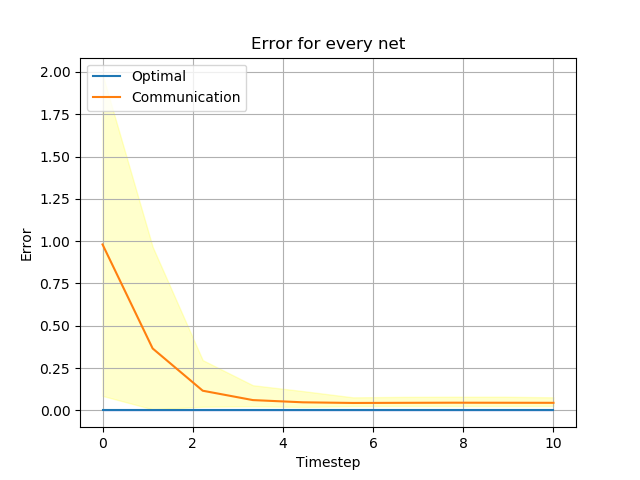 Error for every net
Optimal
Communication
2.00
1.75
1.50
1.25
1.00
0.75
0.50
0.25
0.00
Error
0 2 4 6 8 10
Timestep